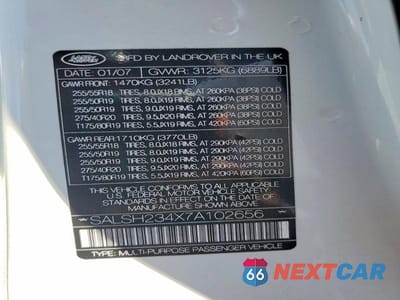 LAND ROVER
MFD BY LANDROVER IN THE UK
DATE: 01/07 GVWR: 3125KG (6889LB)
GAWR FRONT: 1470KG (3241LB)
255/55R18 TIRES, 8.0JX18 RIMS, AT 260KPA (38PSI) COLD
255/50R19 TIRES, 8.0JX19 RIMS, AT 260KPA (38PSI) COLD
255/50R19 TIRES, 9.0JX19 RIMS, AT 260KPA (38PSI) COLD
275/40R20 TIRES, 9.5JX20 RIMS, AT 260KPA (38PSI) COLD
T175/80R19 TIRES, 5.5JX19 RIMS, AT 420KPA (60PSI) COLD
GAWR REAR: 1710KG (3770LB)
255/55R18 TIRES, 8.0JX18 RIMS, AT 290KPA (42PSI) COLD
255/50R19 TIRES, 8.0JX19 RIMS, AT 290KPA (42PSI) COLD
255/50R19 TIRES, 9.0JX19 RIMS, AT 290KPA (42PSI) COLD
275/40R20 TIRES, 9.5JX20 RIMS, AT 290KPA (42PSI) COLD
T175/80R19 TIRES, 5.5JX19 RIMS, AT 420KPA (60PSI) COLD
THIS VEHICLE CONFORMS TO ALL APPLICABLE
U.S. FEDERAL MOTOR VEHICLE SAFETY STANDARDS
IN EFFECT ON THE DATE OF MANUFACTURE SHOWN ABOVE
SALSH234X7A102656
TYPE: MULTI-PURPOSE PASSENGER VEHICLE
66 NEXTCAR